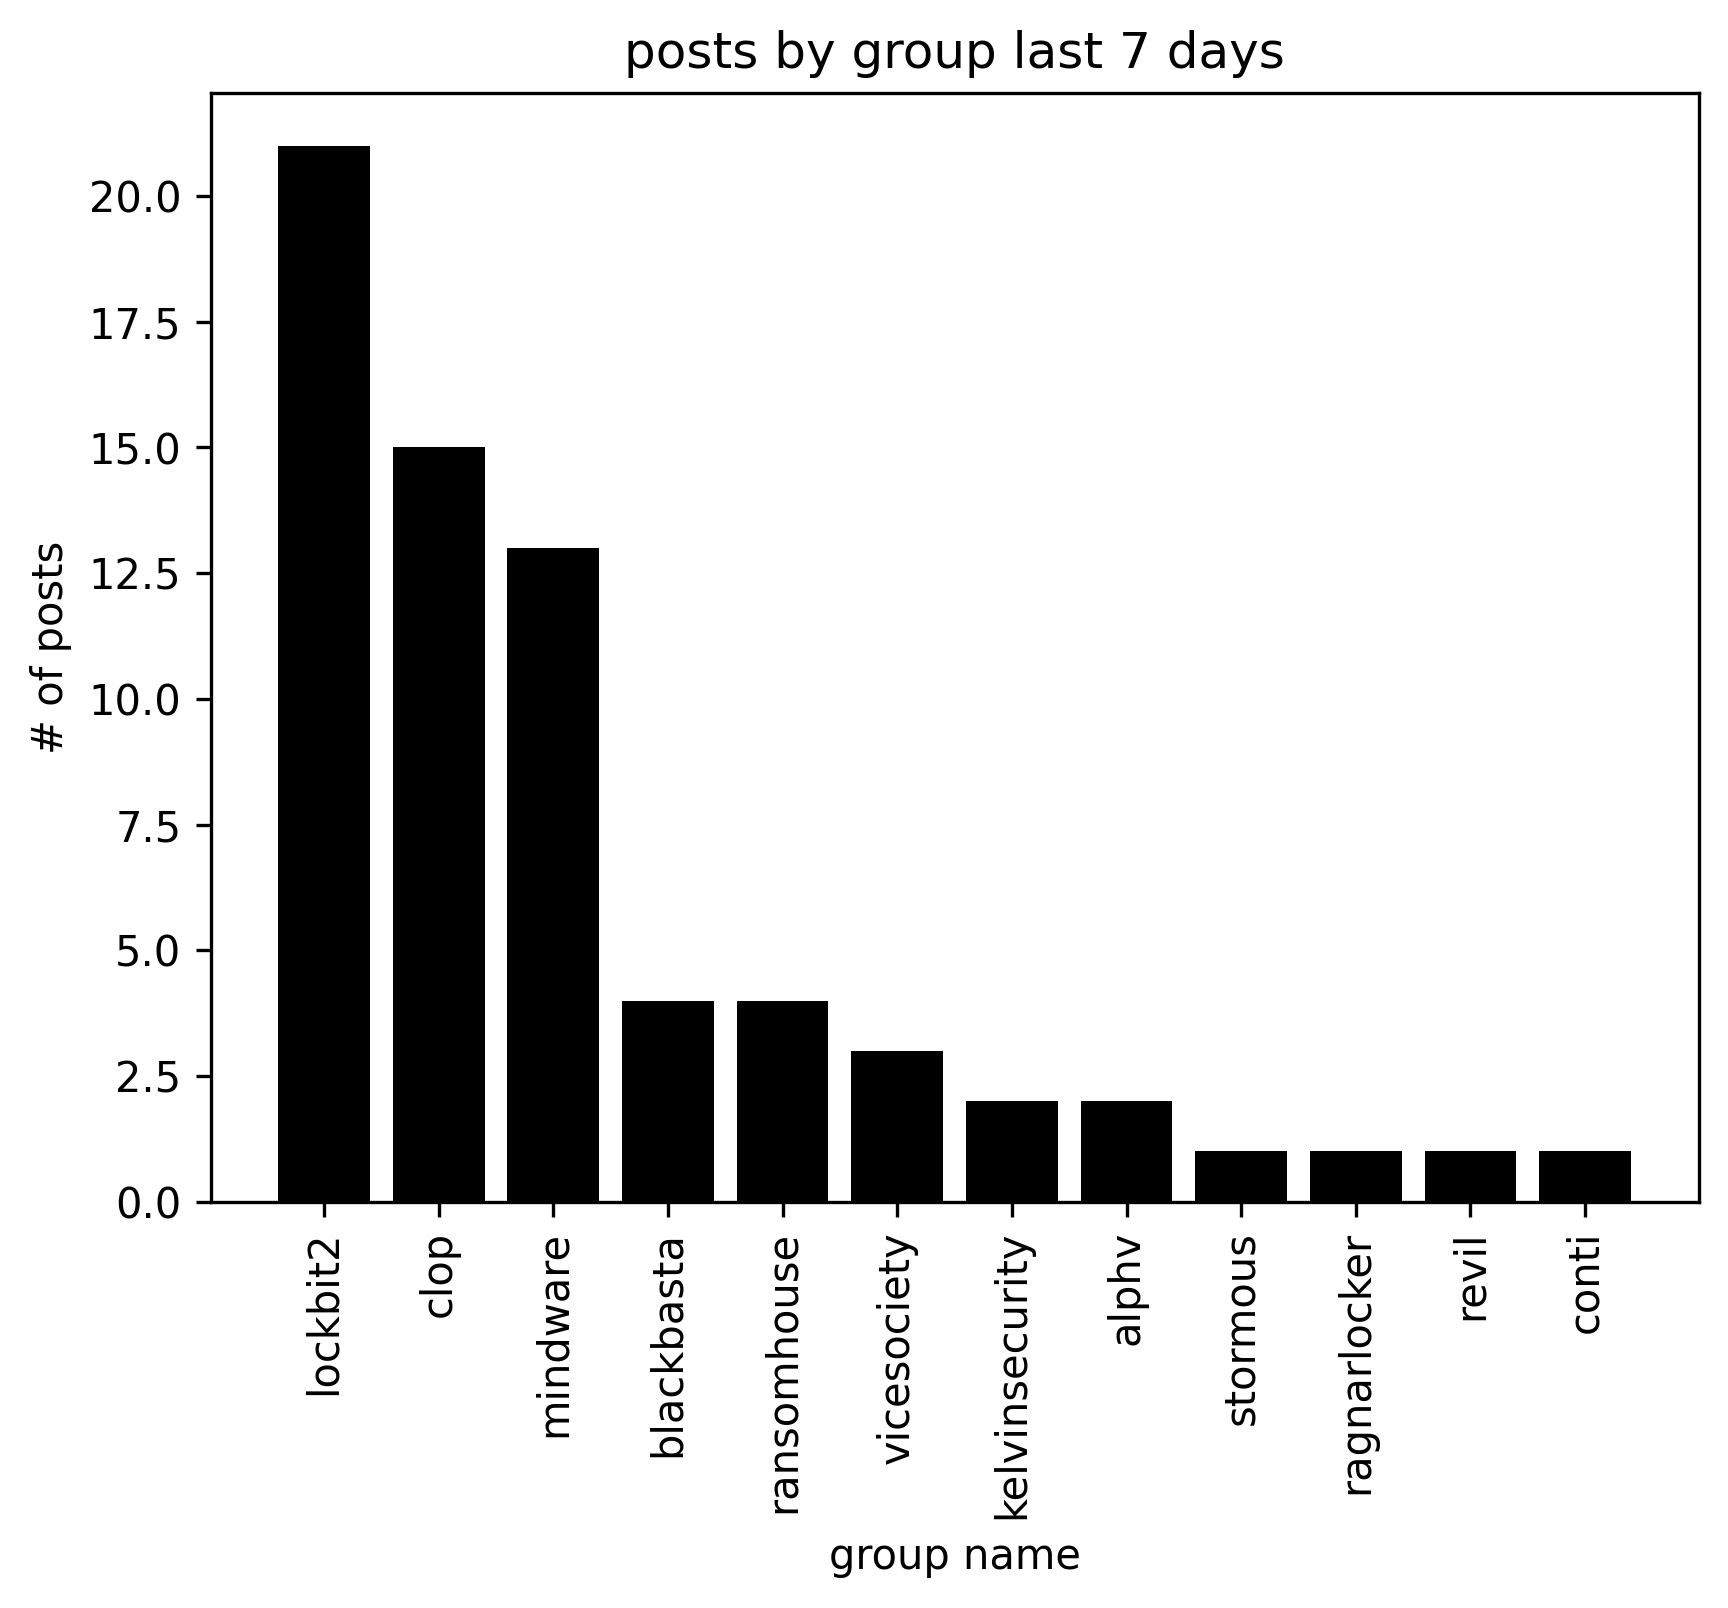 posts by group last 7 days
# of posts
20.0
17.5
15.0
12.5
10.0
7.5
5.0
2.5
0.0
lockbit2
clop
mindware
blackbasta
ransomhouse
vicesociety
kelvinsecurity
alphv
stormous
ragnarlocker
revil
conti
group name